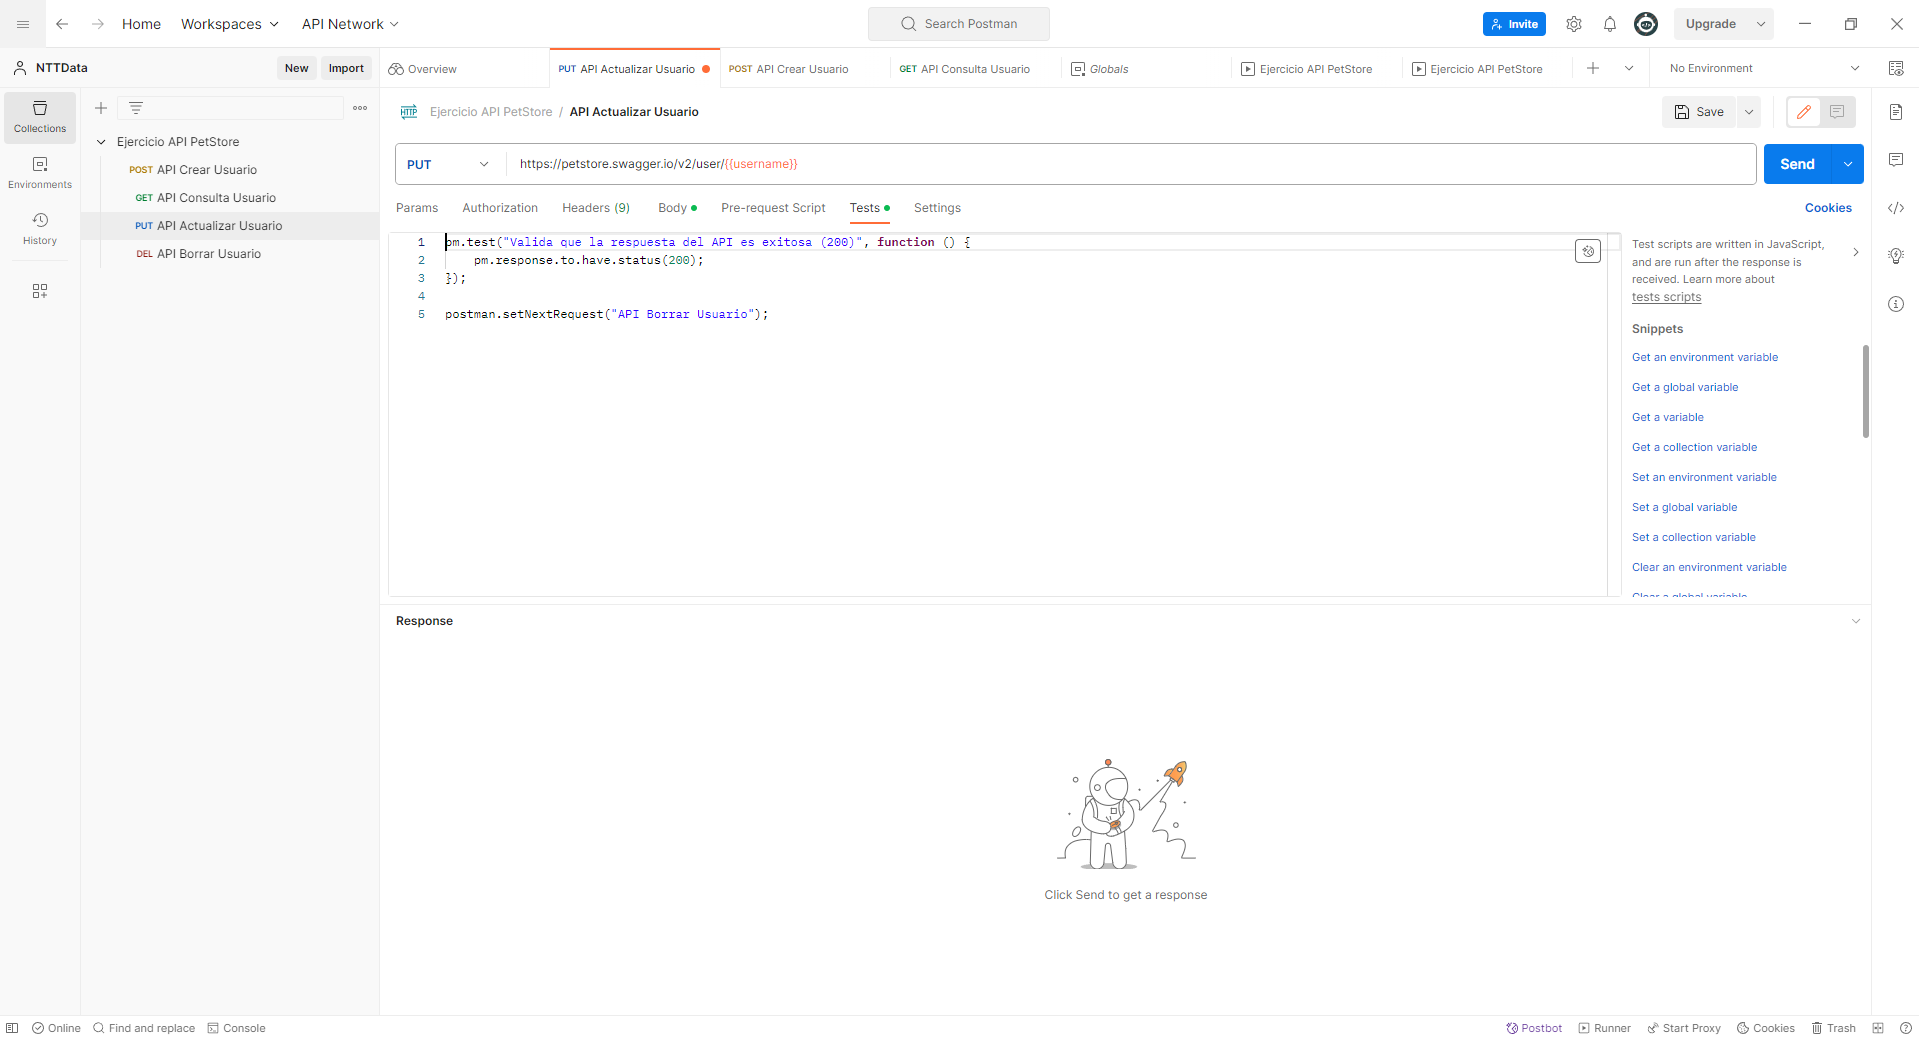 Home
Workspaces
API Network
Search Postman
Invite
Upgrade
NTTData
New
Import
Overview
PUT API Actualizar Usuario
POST API Crear Usuario
GET API Consulta Usuario
Globals
Ejercicio API PetStore
Ejercicio API PetStore
No Environment
Collections
Environments
History
Ejercicio API PetStore
POST API Crear Usuario
GET API Consulta Usuario
PUT API Actualizar Usuario
DEL API Borrar Usuario
HTTP Ejercicio API PetStore / API Actualizar Usuario
Save
PUT
https://petstore.swagger.io/v2/user/{{username}}
Send
Params
Authorization
Headers (9)
Body
Pre-request Script
Tests
Settings
Cookies
1 pm.test("Valida que la respuesta del API es exitosa (200)", function () {
2 pm.response.to.have.status(200);
3 });
4
5 postman.setNextRequest("API Borrar Usuario");
Test scripts are written in JavaScript,
and are run after the response is
received. Learn more about
tests scripts
Snippets
Get an environment variable
Get a global variable
Get a variable
Get a collection variable
Set an environment variable
Set a global variable
Set a collection variable
Clear an environment variable
Clear a global variable
Response
Click Send to get a response
Online
Find and replace
Console
Postbot
Runner
Start Proxy
Cookies
Trash